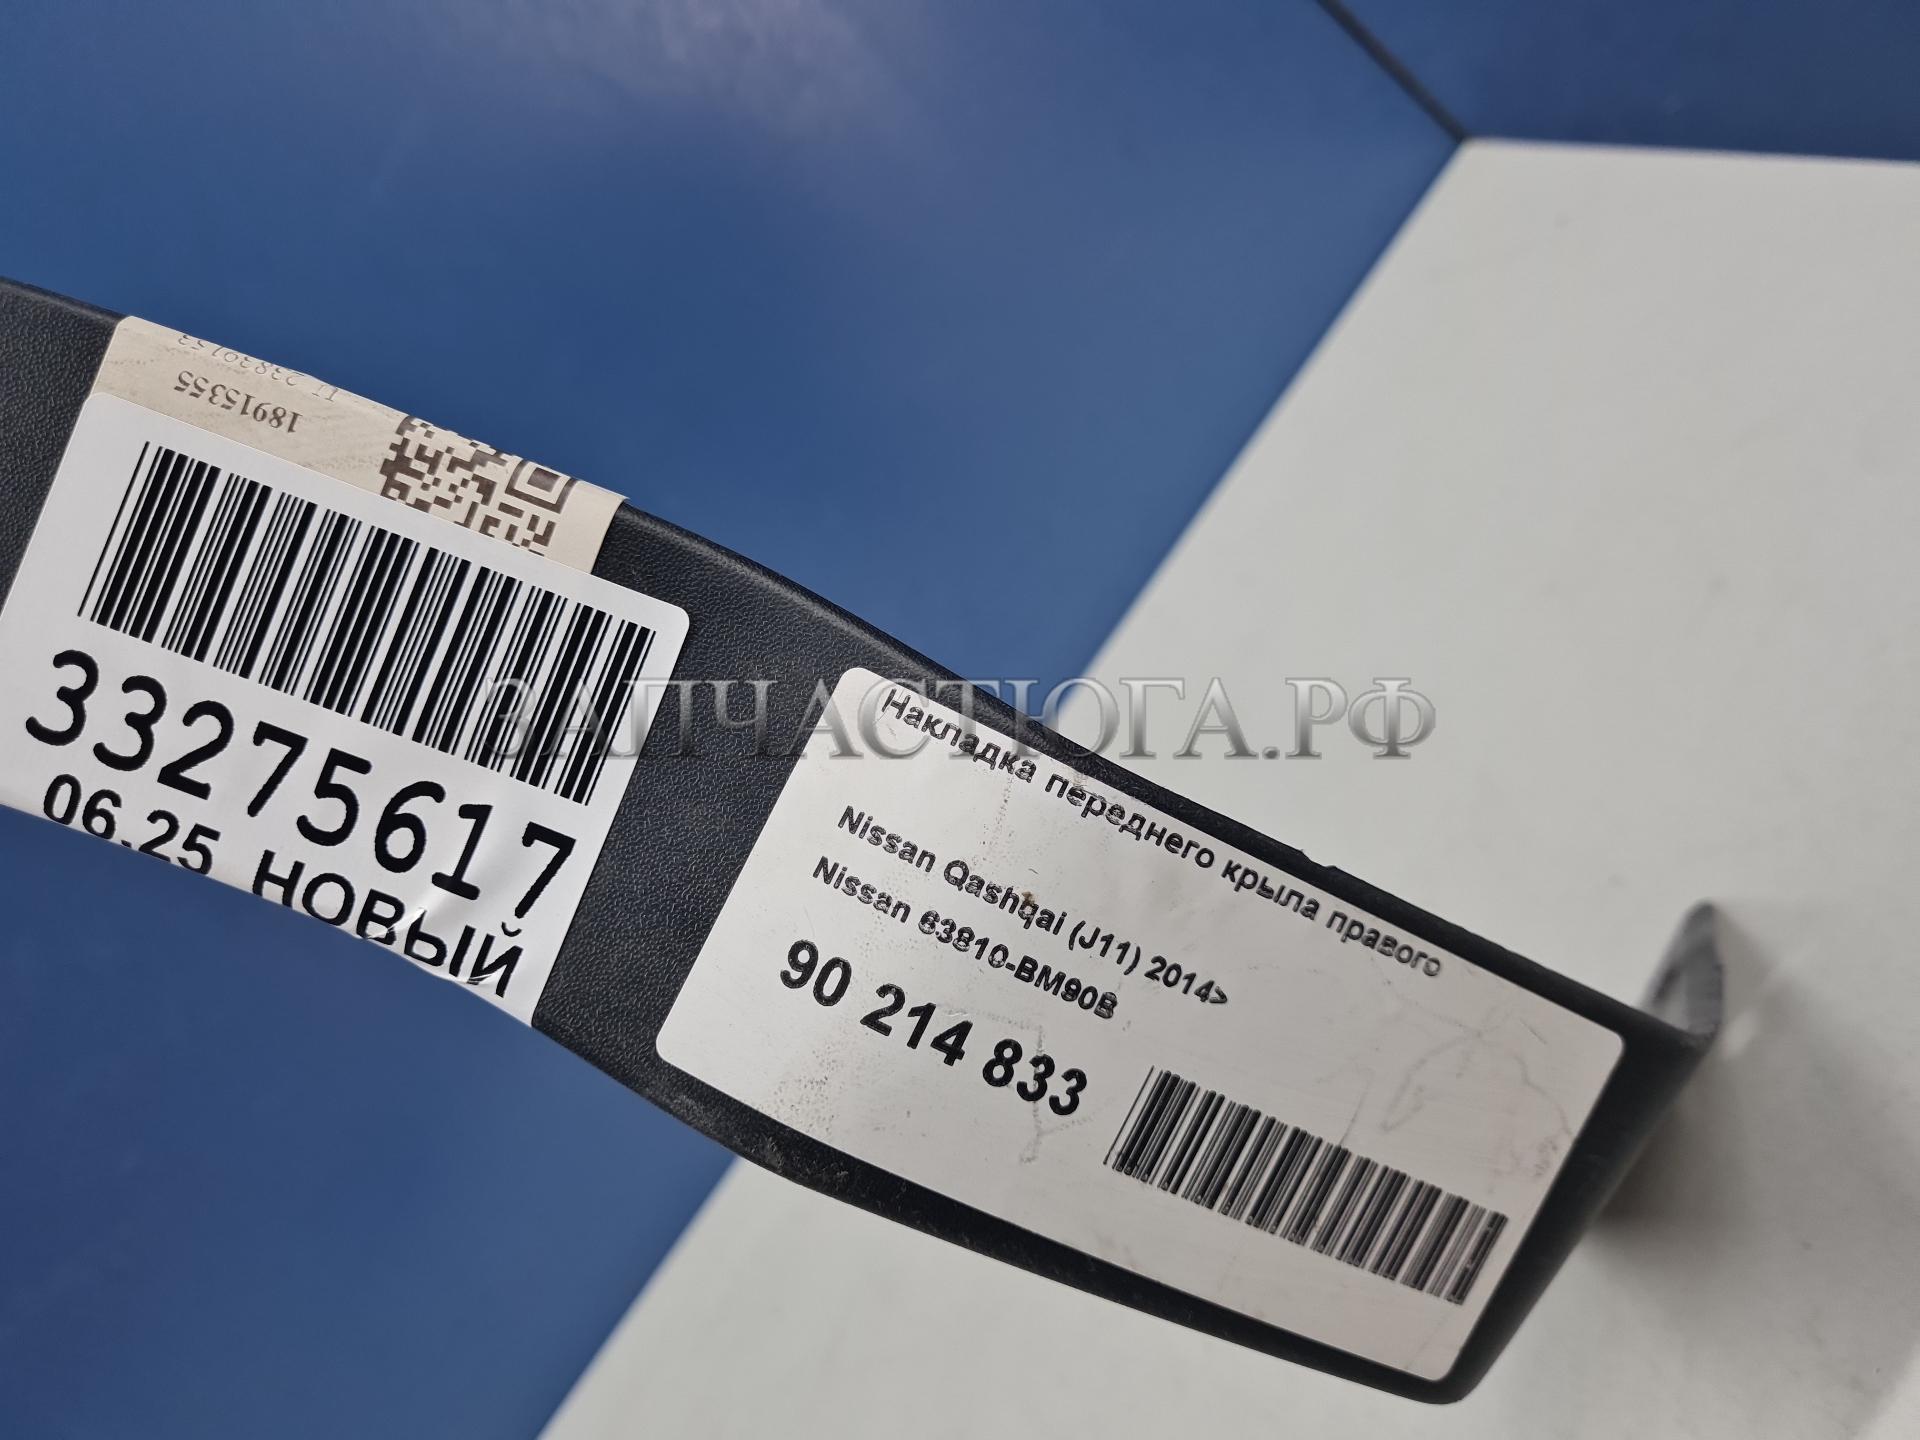 18915355
33275617
06.25 НОВЫЙ
ЗАПЧАСТЮГА.РФ
Накладка переднего крыла правого
Nissan Qashqai (J11) 2014>
Nissan 63810-BM90B
90 214 833